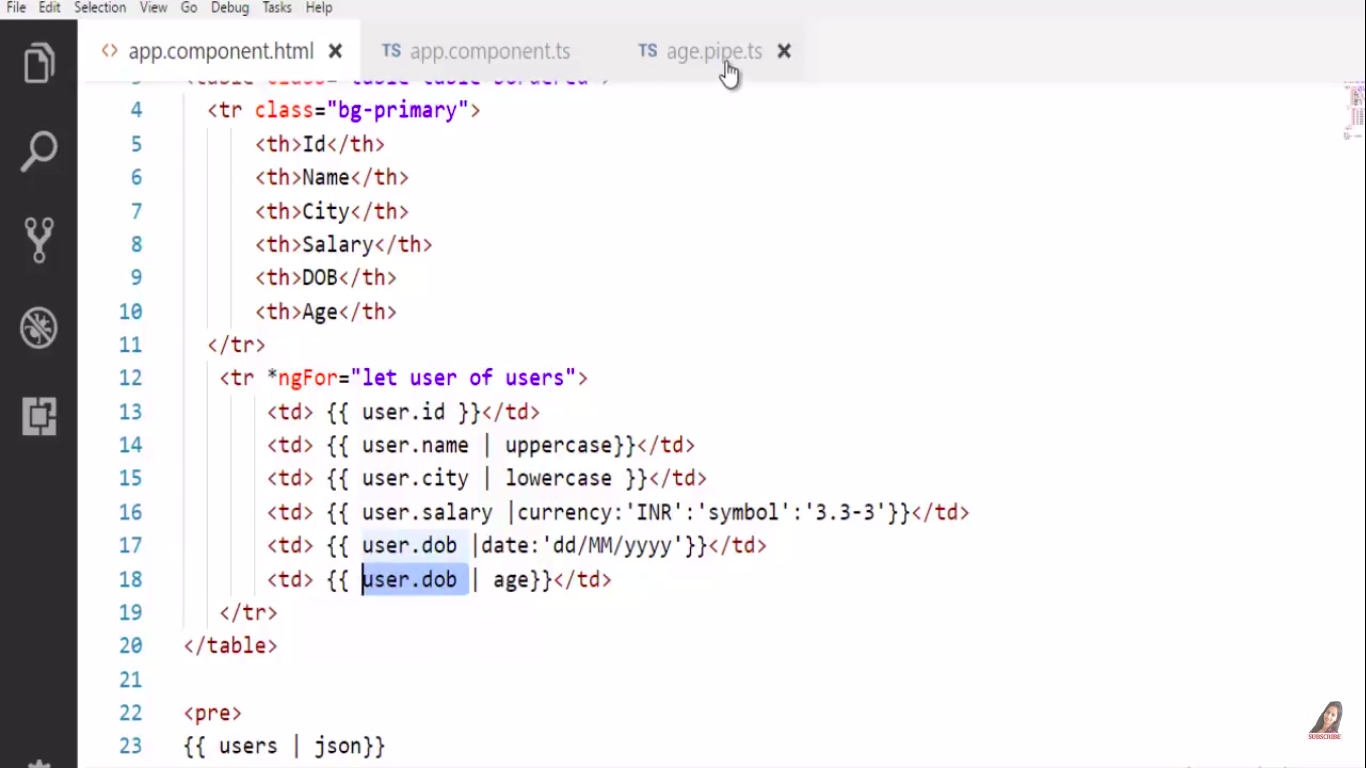 File Edit Selection View Go Debug Tasks Help
<> app.component.html × TS app.component.ts TS age.pipe.ts ×
4 <tr class="bg-primary">
5 <th>Id</th>
6 <th>Name</th>
7 <th>City</th>
8 <th>Salary</th>
9 <th>DOB</th>
10 <th>Age</th>
11 </tr>
12 <tr *ngFor="let user of users">
13 <td> {{ user.id }}</td>
14 <td> {{ user.name | uppercase}}</td>
15 <td> {{ user.city | lowercase }}</td>
16 <td> {{ user.salary |currency:'INR':'symbol':'3.3-3'}}</td>
17 <td> {{ user.dob |date:'dd/MM/yyyy'}}</td>
18 <td> {{ user.dob | age}}</td>
19 </tr>
20 </table>
21
22 <pre>
23 {{ users | json}}
SUBSCRIBE